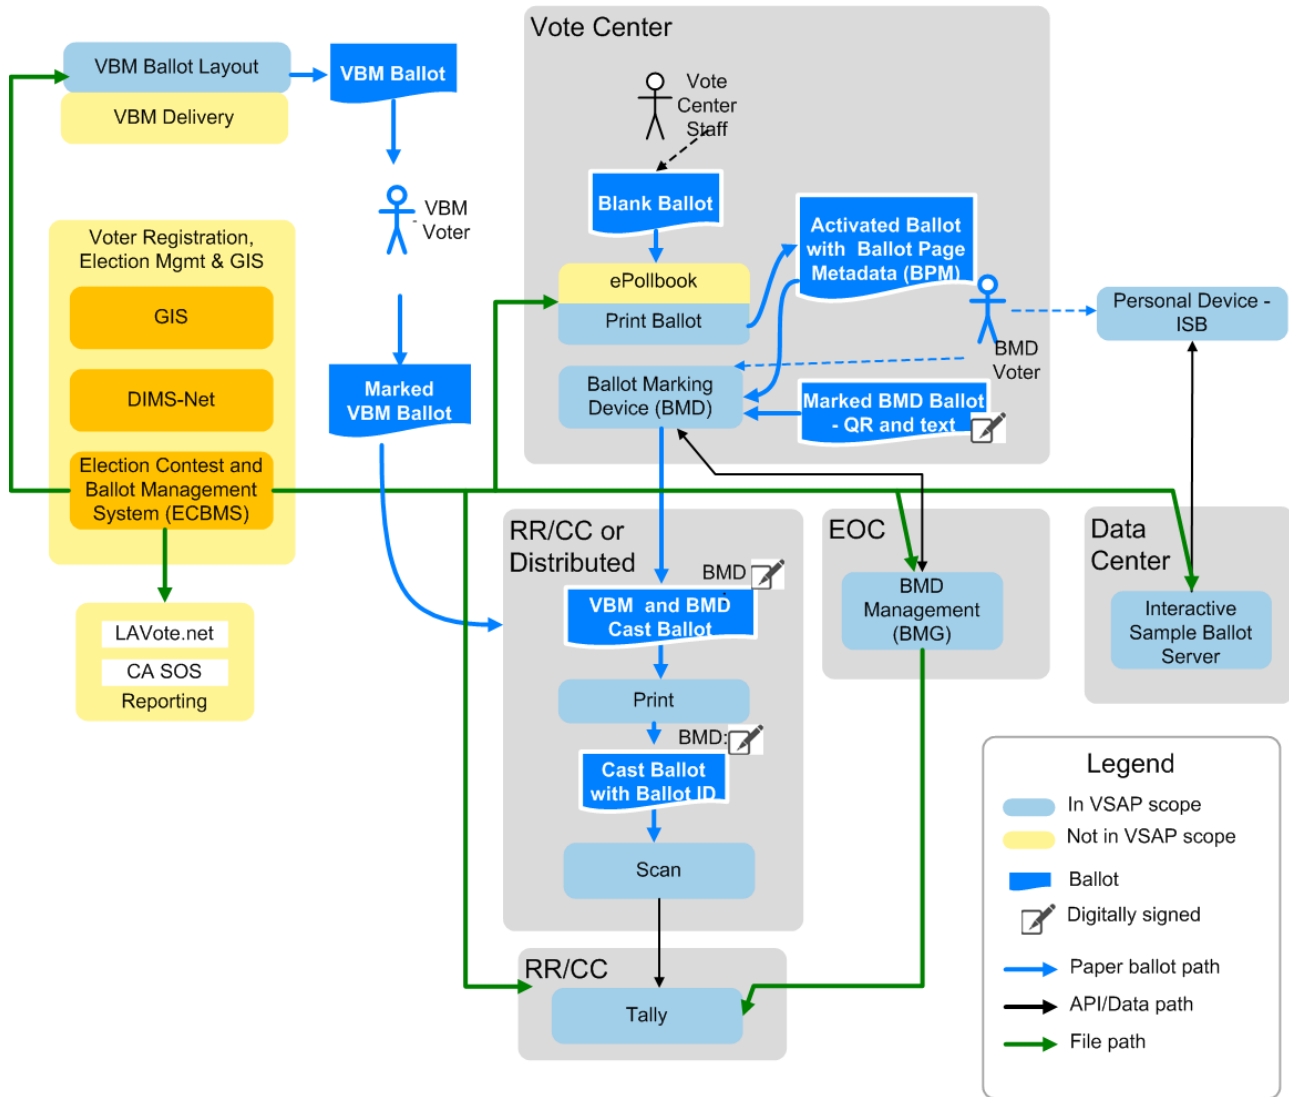 Vote Center
VBM Ballot Layout
VBM Delivery
VBM Ballot
Vote
Center
Staff
VBM
Voter
Blank Ballot
Activated Ballot
with Ballot Page
Metadata (BPM)
Voter Registration,
Election Mgmt & GIS
GIS
DIMS-Net
Election Contest and
Ballot Management
System (ECBMS)
ePollbook
Print Ballot
BMD
Voter
Personal Device -
ISB
Marked
VBM Ballot
Ballot Marking
Device (BMD)
Marked BMD Ballot
- QR and text
RR/CC or
Distributed
BMD
VBM and BMD
Cast Ballot
Print
BMD:
Cast Ballot
with Ballot ID
Scan
EOC
BMD
Management
(BMG)
Data
Center
Interactive
Sample Ballot
Server
LAVote.net
CA SOS
Reporting
RR/CC
Tally
Legend
In VSAP scope
Not in VSAP scope
Ballot
Digitally signed
Paper ballot path
API/Data path
File path